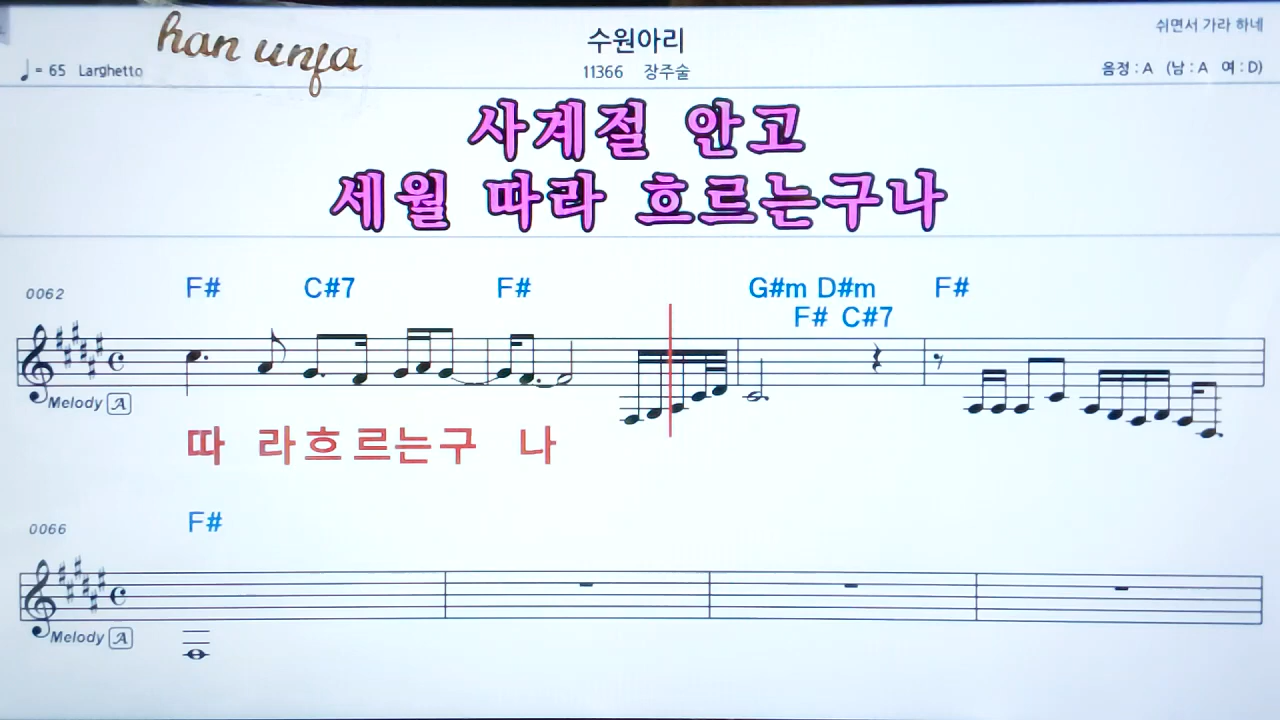 han unja
수원아리
쉬면서 가라 하네
♩= 65 Larghetto
11366 장주술
음정 : A (남 : A 여 : D)
사계절 안고
세월 따라 흐르는구나
0062
F# C#7 F# G#m D#m F#
F# C#7
Melody A
따 라흐르는구 나
0066
F#
Melody A